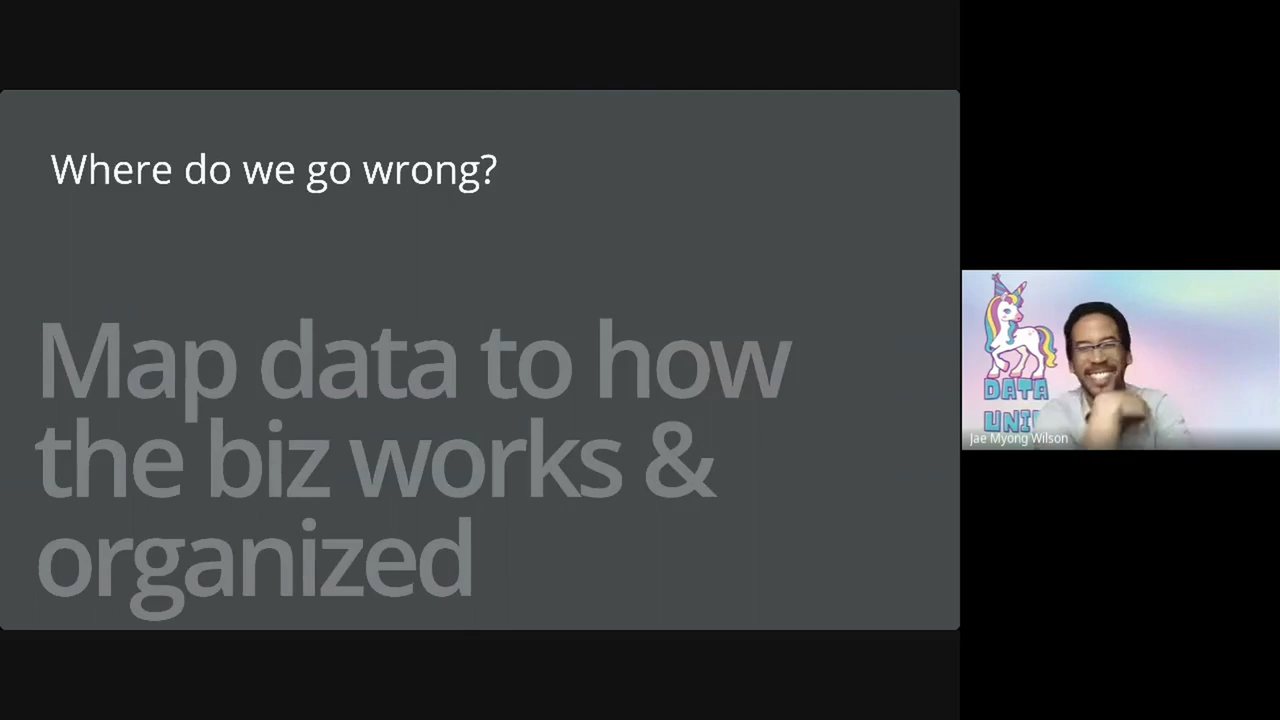 Where do we go wrong?
Map data to how
the biz works &
organized
DATA
UNI
Jae Myong Wilson